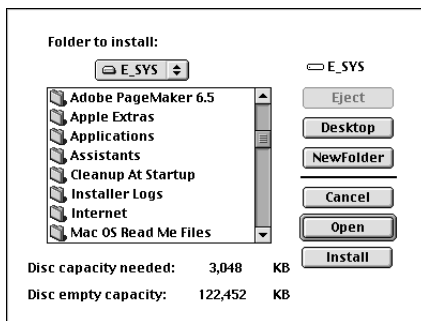 Folder to install:
E_SYS
E_SYS
Adobe PageMaker 6.5
Apple Extras
Applications
Assistants
Cleanup At Startup
Installer Logs
Internet
Mac OS Read Me Files
Eject
Desktop
NewFolder
Cancel
Open
Install
Disc capacity needed: 3,048 KB
Disc empty capacity: 122,452 KB